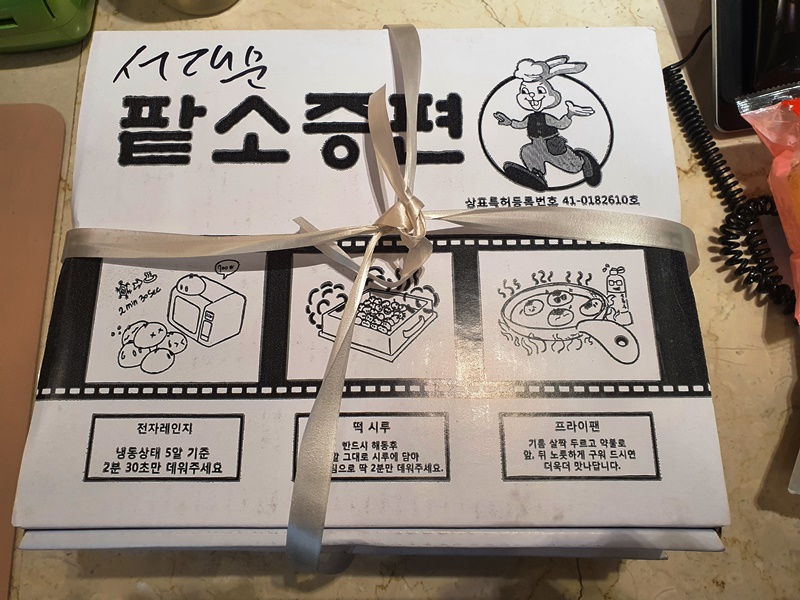 서대문
팥소증편
상표특허등록번호 41-0182610호
2min 30sec
전자레인지
냉동상태 5알 기준
2분 30초만 데워주세요
떡 시루
반드시 해동후
알 그대로 시루에 담아
으로 딱 2분만 데워주세요.
프라이팬
기름 살짝 두르고 약불로
앞, 뒤 노릇하게 구워 드시면
더욱더 맛나답니다.